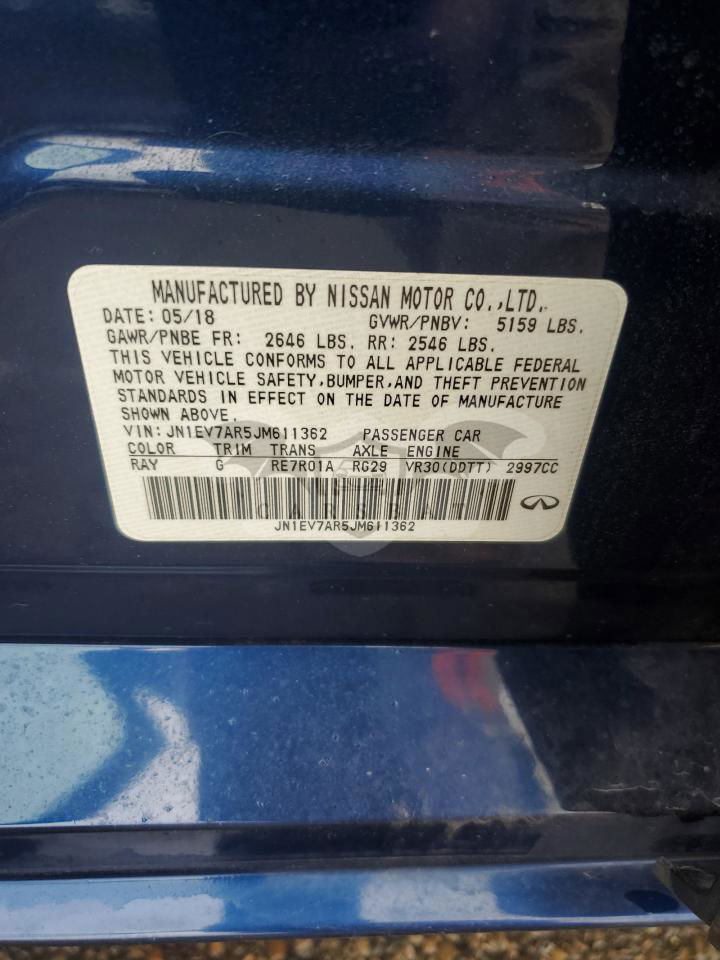 MANUFACTURED BY NISSAN MOTOR CO.,LTD.
DATE: 05/18 GVWR/PNBV: 5159 LBS.
GAWR/PNBE FR: 2646 LBS. RR: 2546 LBS.
THIS VEHICLE CONFORMS TO ALL APPLICABLE FEDERAL
MOTOR VEHICLE SAFETY,BUMPER,AND THEFT PREVENTION
STANDARDS IN EFFECT ON THE DATE OF MANUFACTURE
SHOWN ABOVE.
VIN: JN1EV7AR5JM611362 PASSENGER CAR
COLOR TRIM TRANS AXLE ENGINE
RAY G RE7R01A RG29 VR30(DDTT) 2997CC
JN1EV7AR5JM611362